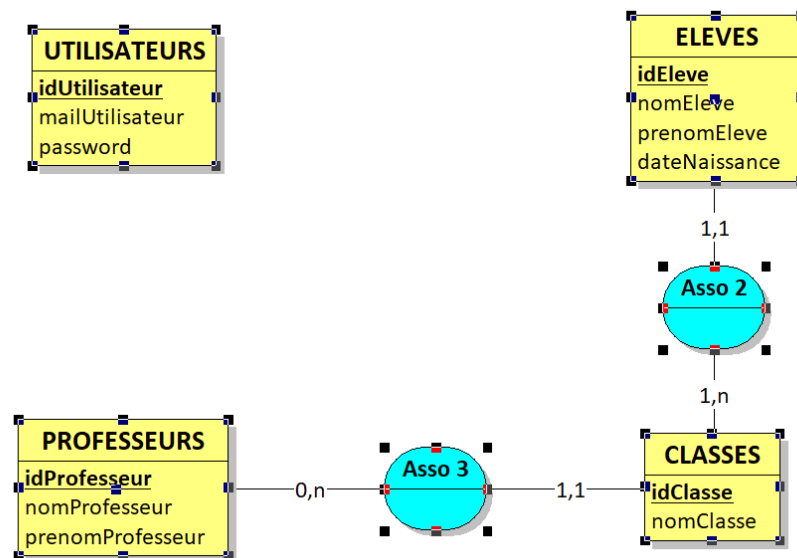 UTILISATEURS
idUtilisateur
mailUtilisateur
password
ELEVES
idEleve
nomEleve
prenomEleve
dateNaissance
1,1
Asso 2
1,n
PROFESSEURS
idProfesseur
nomProfesseur
prenomProfesseur
0,n
Asso 3
1,1
CLASSES
idClasse
nomClasse